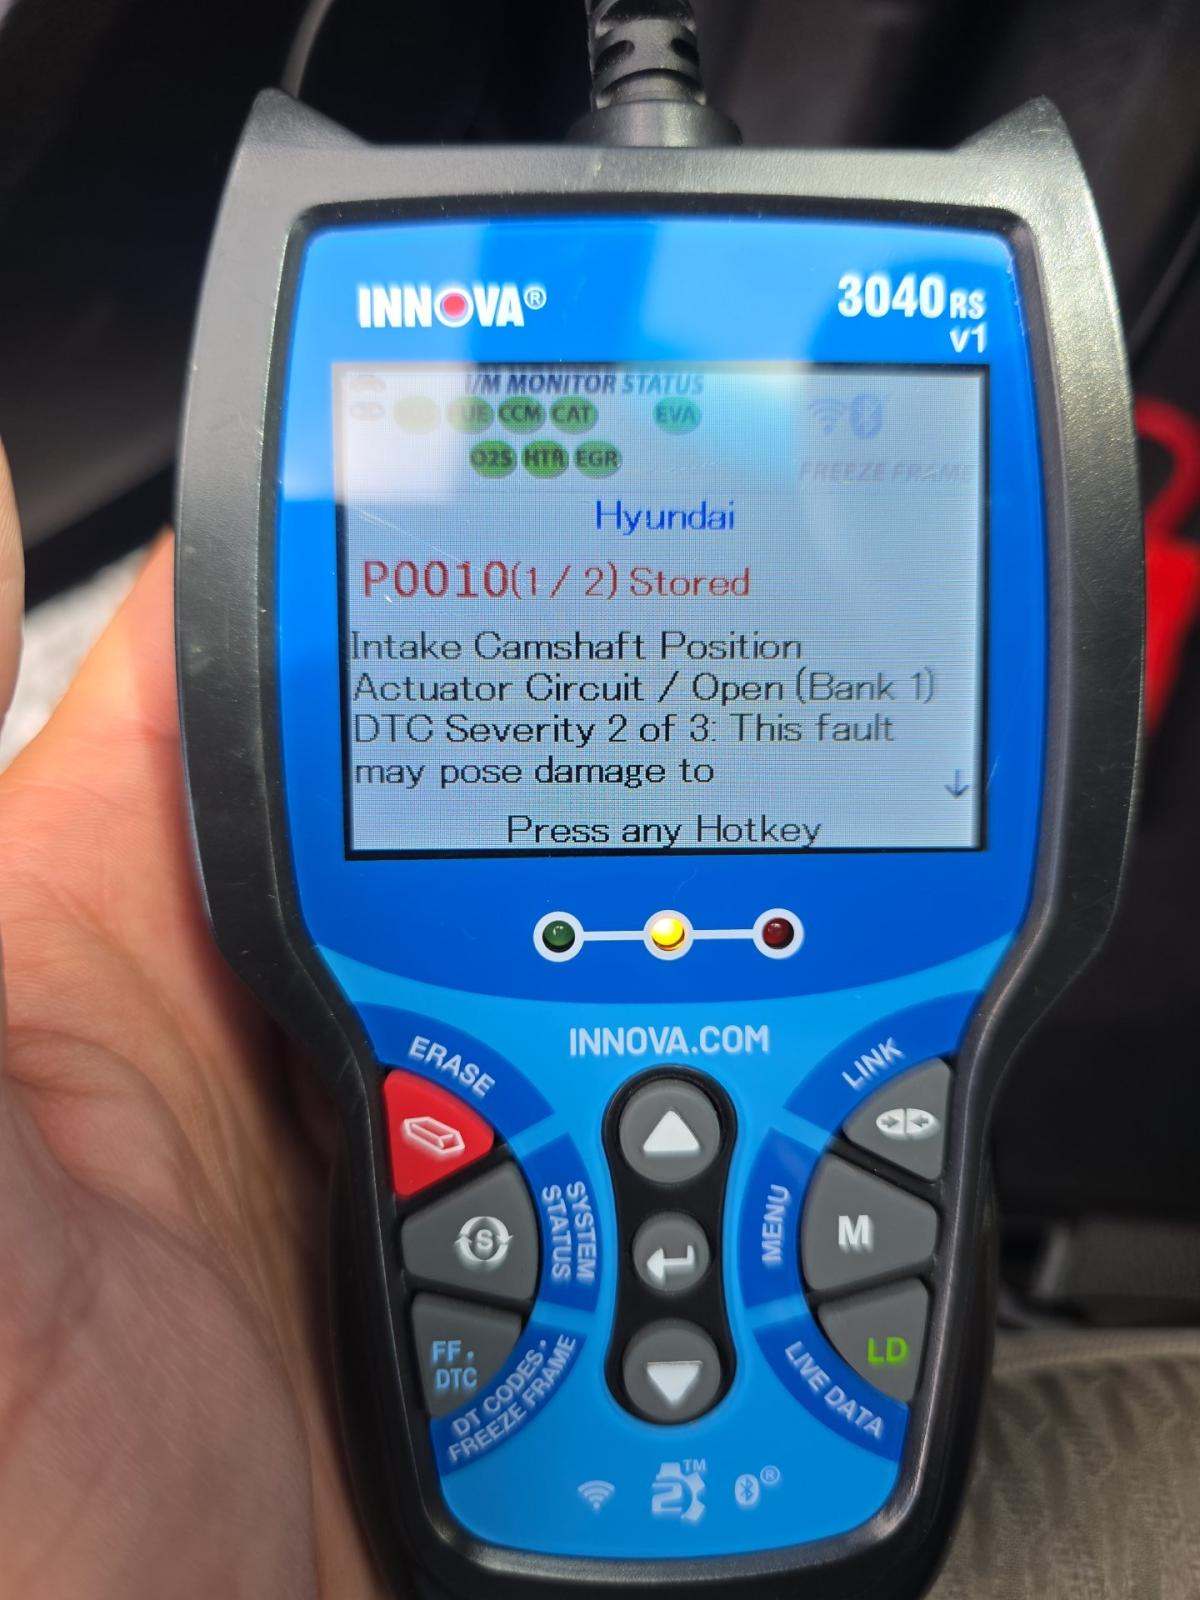 INNOVA®
3040RS
v1
I/M MONITOR STATUS
CCM CAT EVA
O2S HTR EGR
FREEZE FRAME
Hyundai
P0010(1 / 2) Stored
Intake Camshaft Position
Actuator Circuit / Open (Bank 1)
DTC Severity 2 of 3: This fault
may pose damage to
Press any Hotkey
INNOVA.COM
ERASE
LINK
SYSTEM
STATUS
S
MENU
M
FF.
DTC
DT CODES •
FREEZE FRAME
LIVE DATA
LD
2™
®